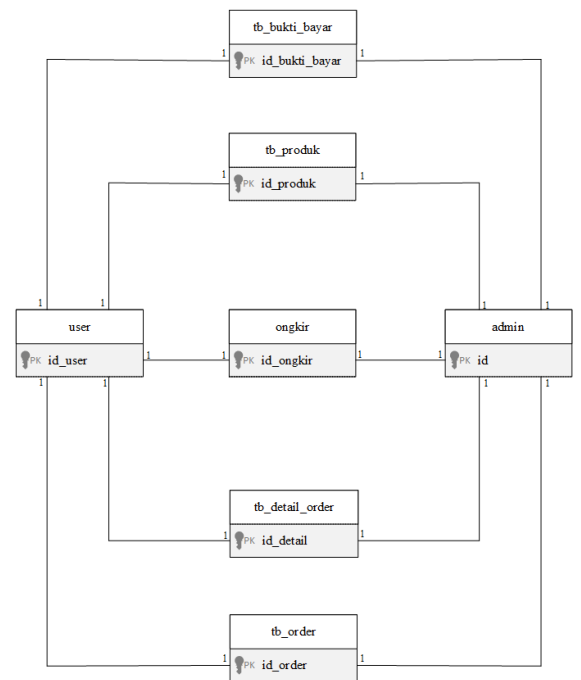 tb_bukti_bayar
1
PK id_bukti_bayar
1
tb_produk
1
PK id_produk
1
1
1
1
1
user
ongkir
admin
PK id_user
1
1
PK id_ongkir
1
1
PK id
1
1
1
1
tb_detail_order
1
PK id_detail
1
tb_order
1
PK id_order
1